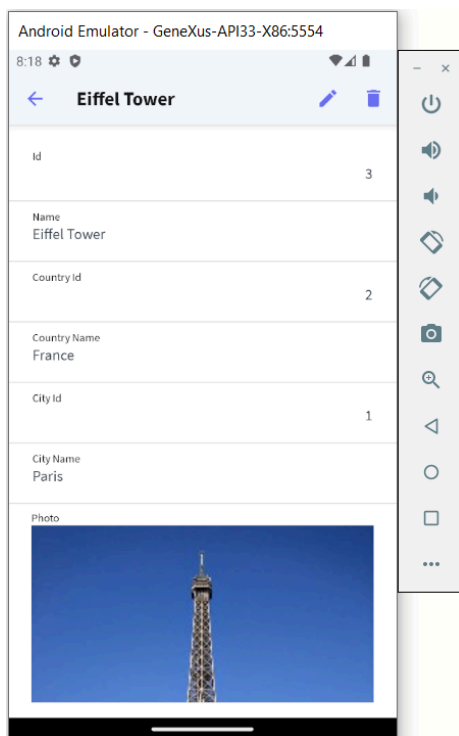 Android Emulator - GeneXus-API33-X86:5554
8:18
Eiffel Tower
Id
3
Name
Eiffel Tower
Country Id
2
Country Name
France
City Id
1
City Name
Paris
Photo